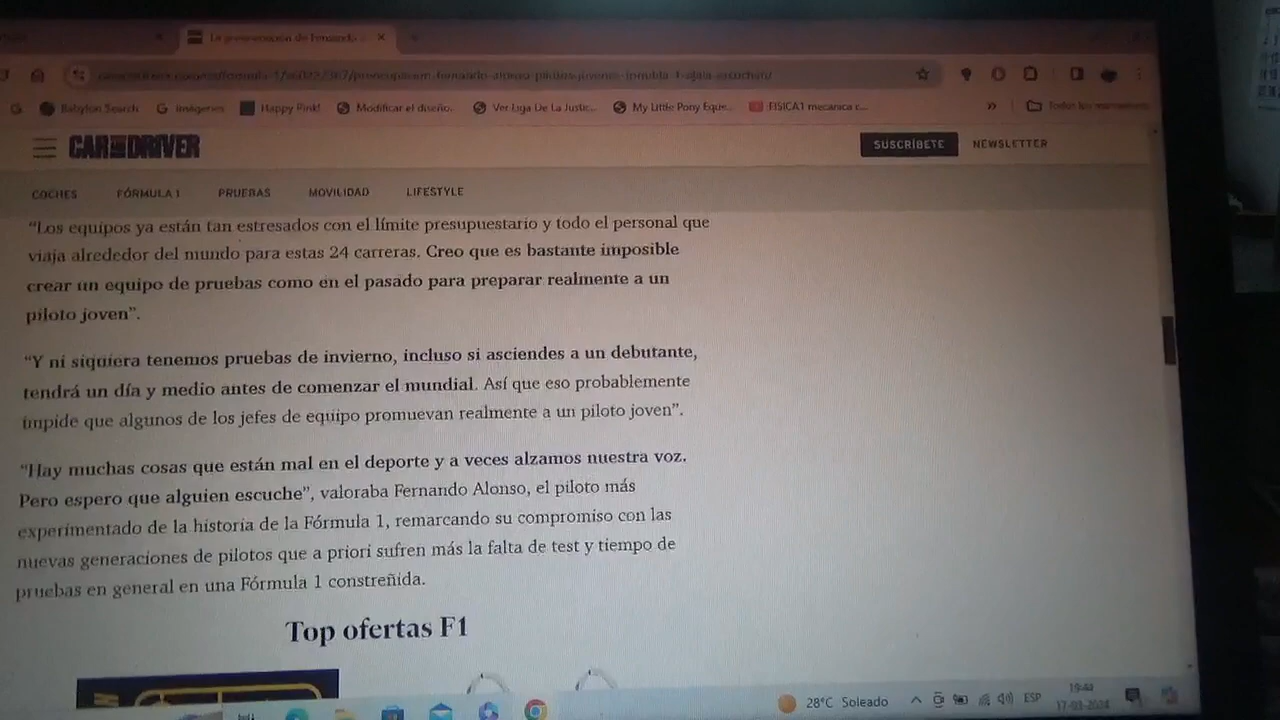 La preocupación de Fernando
Babylon Search
Imágenes
Happy Pink!
Modificar el diseño.
Ver Liga De La Justic...
My Little Pony Eque...
FISICA1 mecanica r...
»
Todos los marcadores
CAR AND DRIVER
SUSCRÍBETE
NEWSLETTER
COCHES
FÓRMULA 1
PRUEBAS
MOVILIDAD
LIFESTYLE
“Los equipos ya están tan estresados con el límite presupuestario y todo el personal que
viaja alrededor del mundo para estas 24 carreras. Creo que es bastante imposible
crear un equipo de pruebas como en el pasado para preparar realmente a un
piloto joven”.
“Y ni siquiera tenemos pruebas de invierno, incluso si asciendes a un debutante,
tendrá un día y medio antes de comenzar el mundial. Así que eso probablemente
impide que algunos de los jefes de equipo promuevan realmente a un piloto joven”.
“Hay muchas cosas que están mal en el deporte y a veces alzamos nuestra voz.
Pero espero que alguien escuche”, valoraba Fernando Alonso, el piloto más
experimentado de la historia de la Fórmula 1, remarcando su compromiso con las
nuevas generaciones de pilotos que a priori sufren más la falta de test y tiempo de
pruebas en general en una Fórmula 1 constreñida.
Top ofertas F1
28°C Soleado
ESP
19:44
17-03-2024